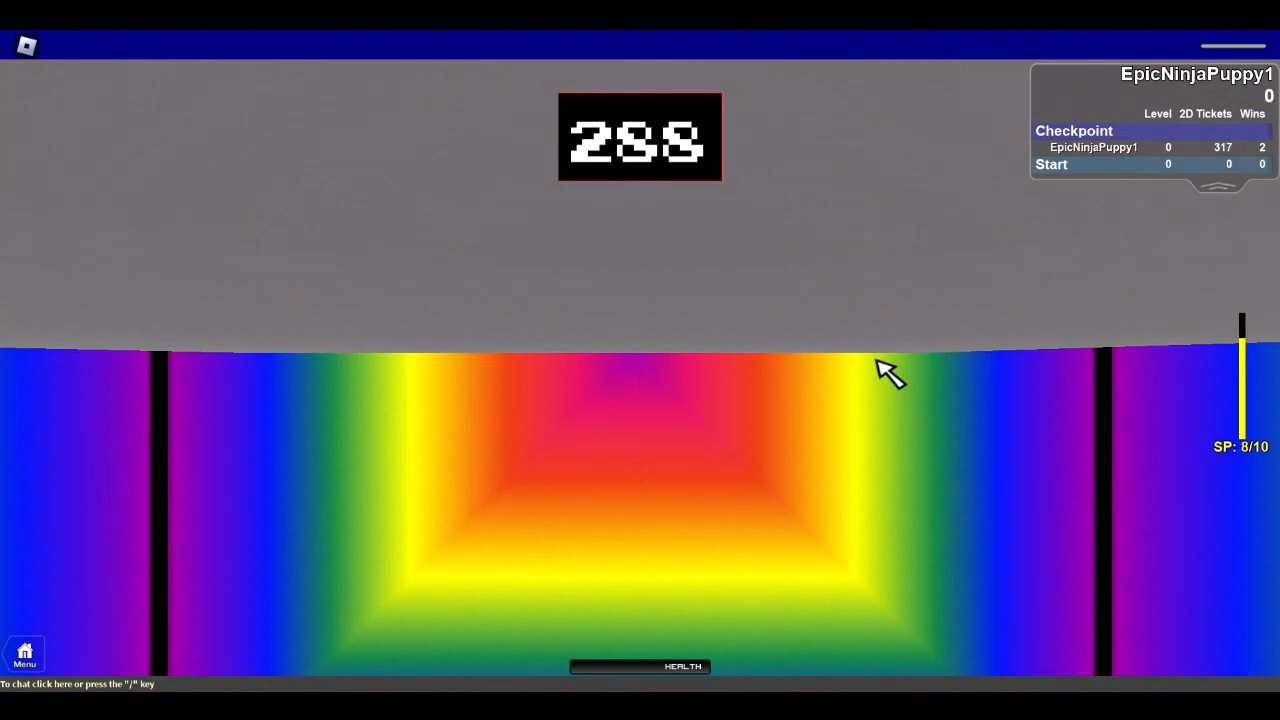 288
EpicNinjaPuppy1
0
Level 2D Tickets Wins
Checkpoint
EpicNinjaPuppy1 0 317 2
Start 0 0 0
SP: 8/10
Menu
HEALTH
To chat click here or press the "/" key